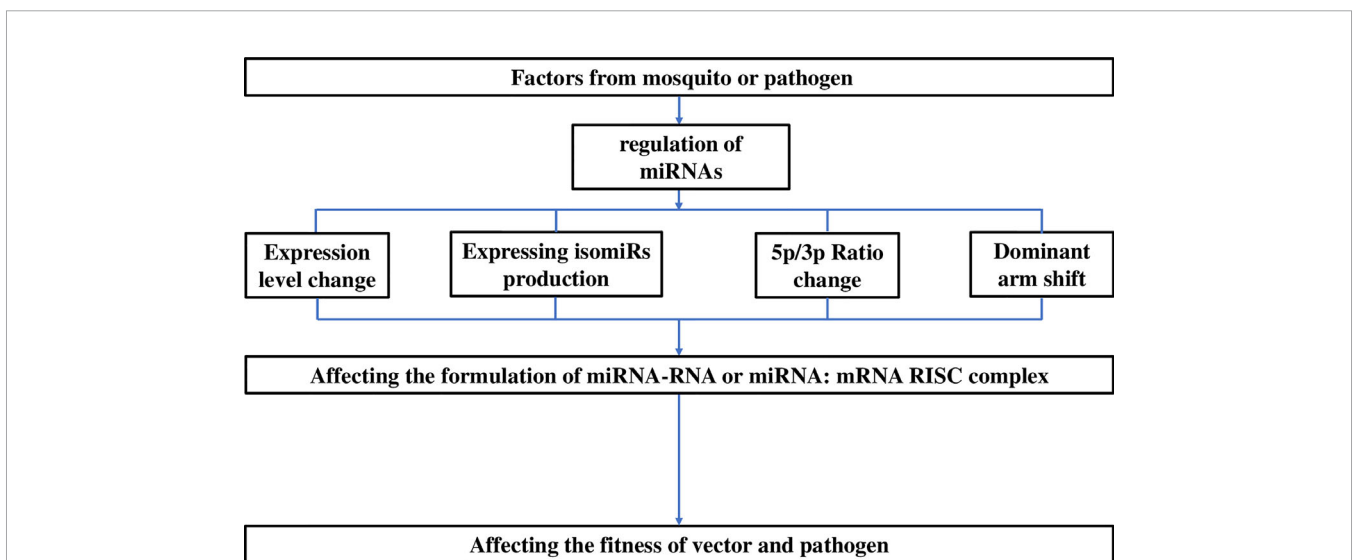 Factors from mosquito or pathogen
regulation of
miRNAs
Expression
level change
Expressing isomiRs
production
5p/3p Ratio
change
Dominant
arm shift
Affecting the formulation of miRNA-RNA or miRNA: mRNA RISC complex
Affecting the fitness of vector and pathogen